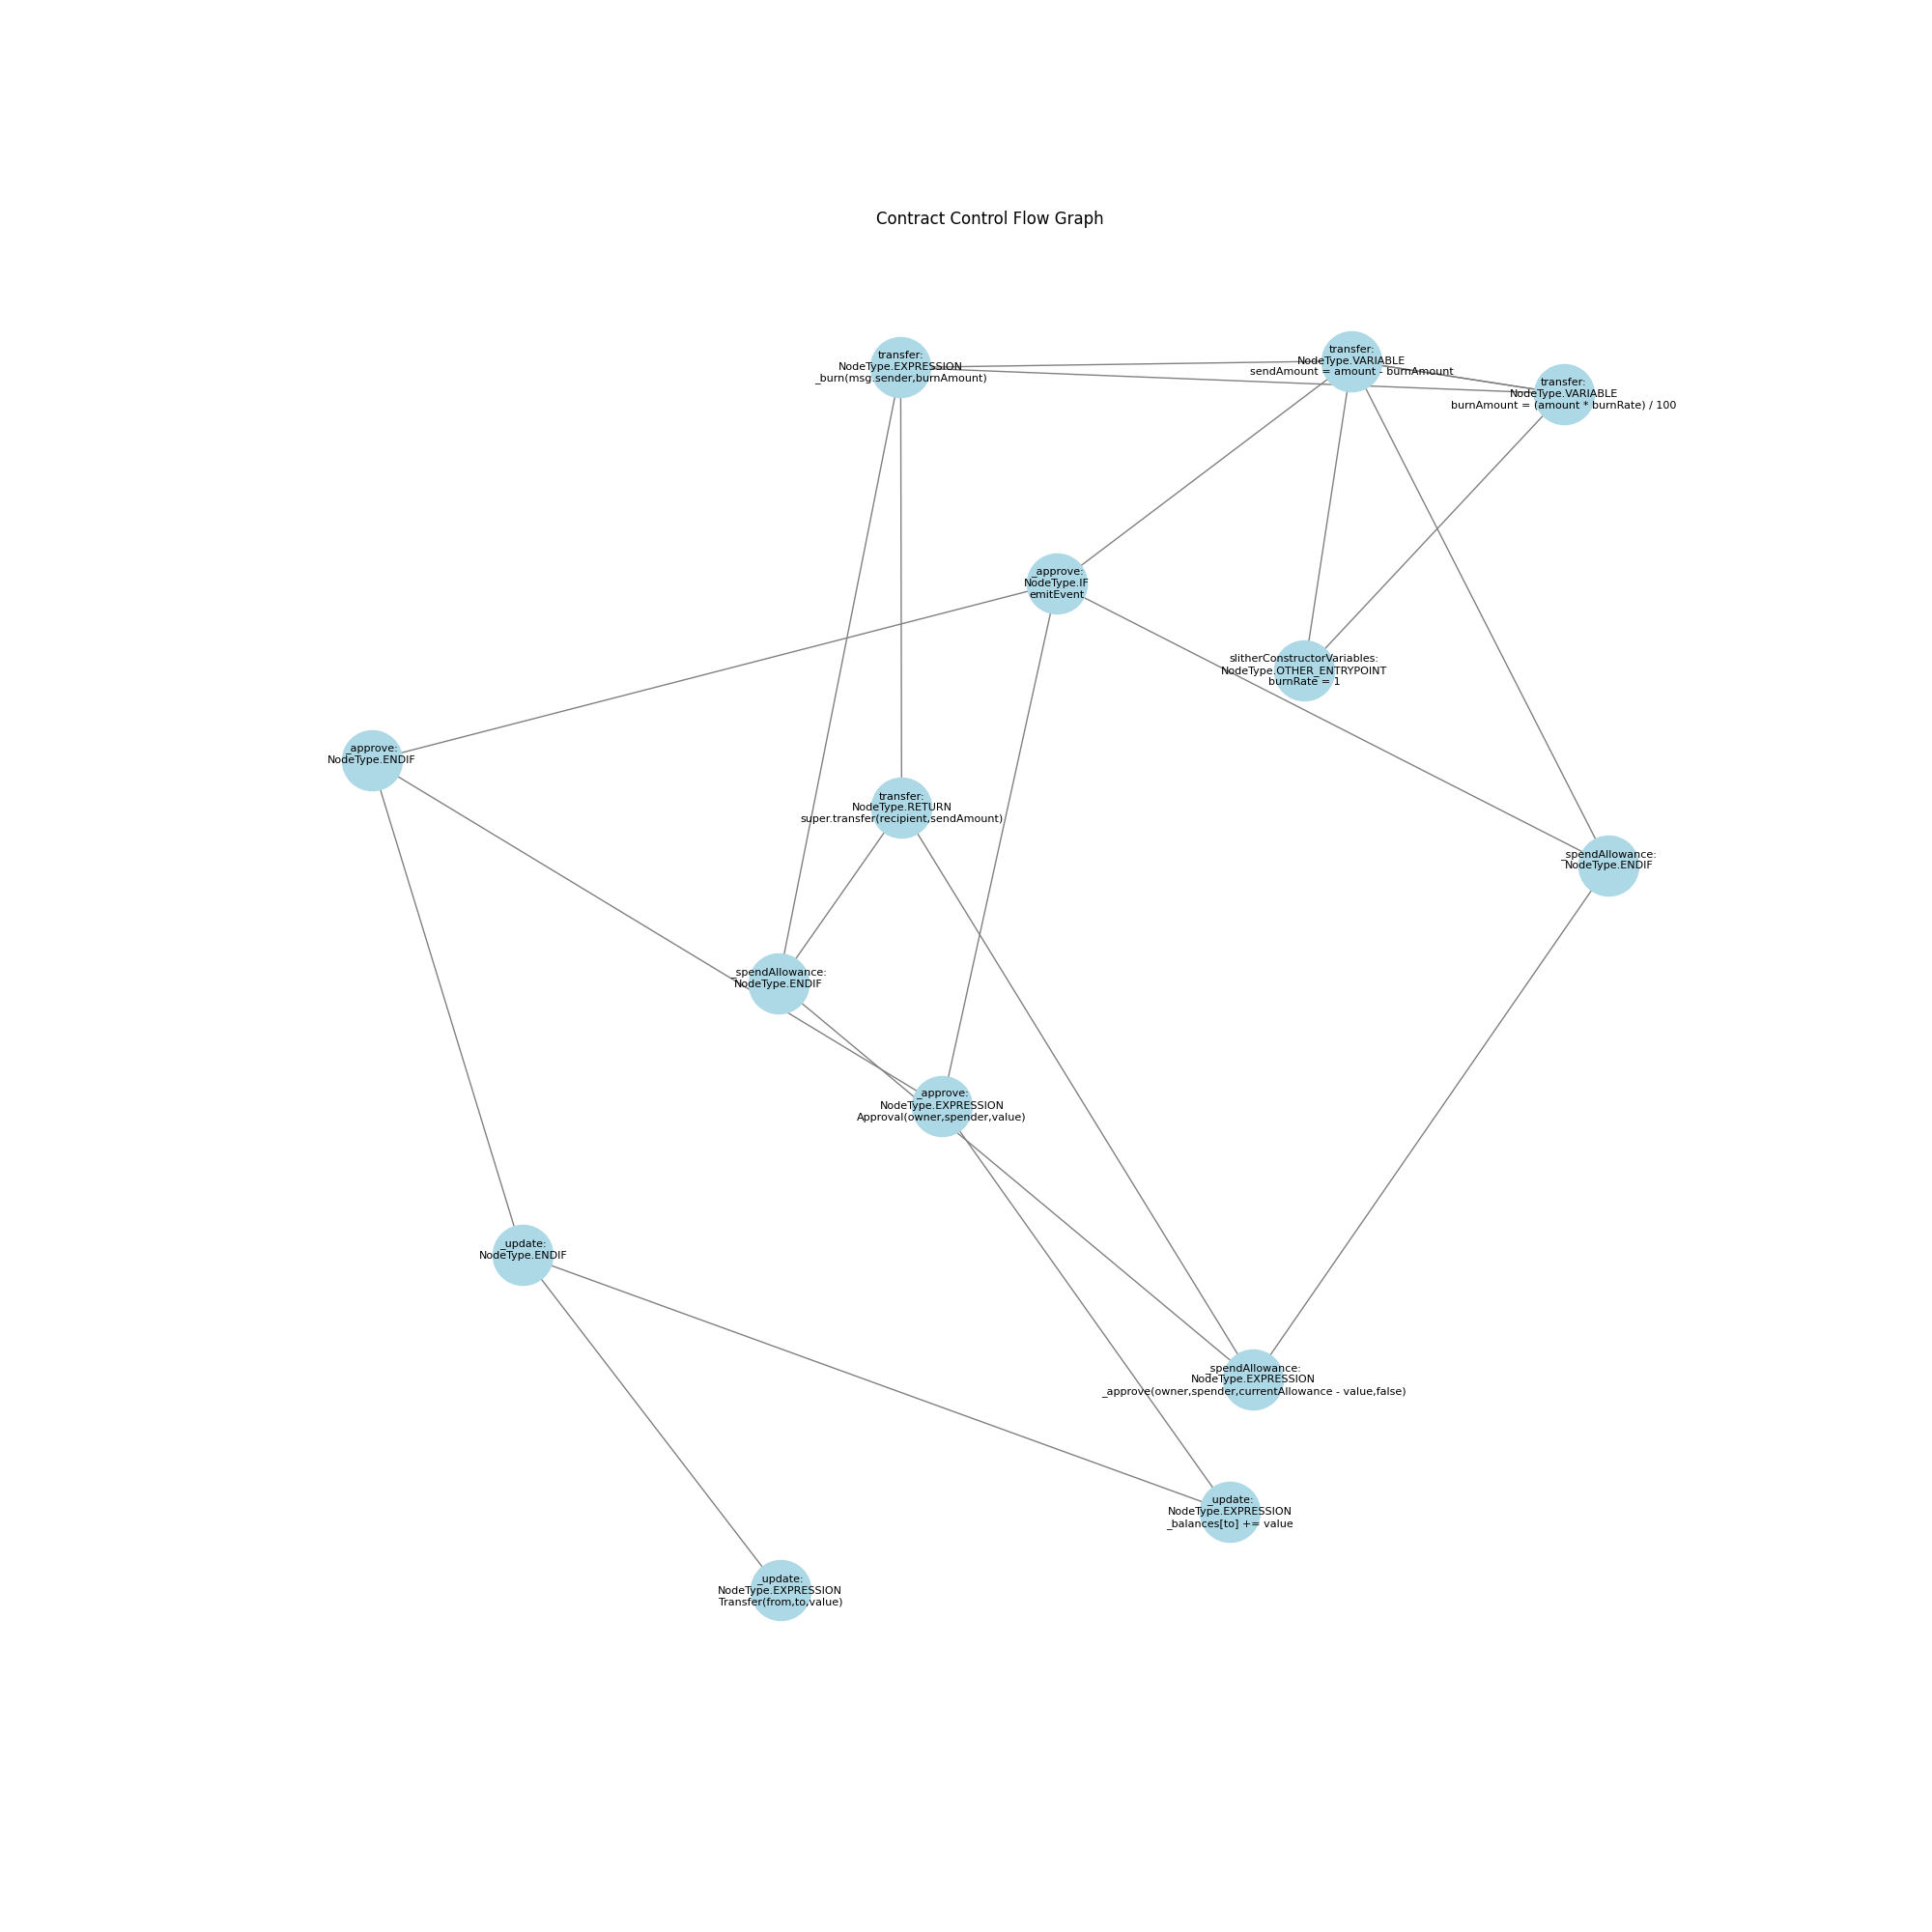 Contract Control Flow Graph
transfer:
NodeType.EXPRESSION
_burn(msg.sender,burnAmount)
transfer:
NodeType.VARIABLE
sendAmount = amount - burnAmount
transfer:
NodeType.VARIABLE
burnAmount = (amount * burnRate) / 100
_approve:
NodeType.IF
emitEvent
slitherConstructorVariables:
NodeType.OTHER_ENTRYPOINT
burnRate = 1
_approve:
NodeType.ENDIF
transfer:
NodeType.RETURN
super.transfer(recipient,sendAmount)
_spendAllowance:
NodeType.ENDIF
_spendAllowance:
NodeType.ENDIF
_approve:
NodeType.EXPRESSION
Approval(owner,spender,value)
_update:
NodeType.ENDIF
_spendAllowance:
NodeType.EXPRESSION
_approve(owner,spender,currentAllowance - value,false)
_update:
NodeType.EXPRESSION
_balances[to] += value
_update:
NodeType.EXPRESSION
Transfer(from,to,value)